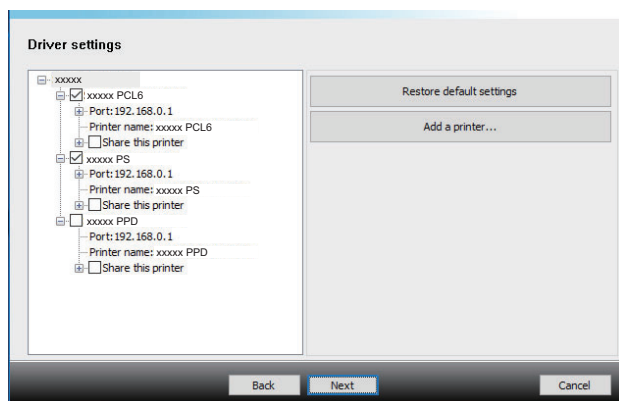 Driver settings
xxxxx
xxxxx PCL6
Port:192.168.0.1
Printer name: xxxxx PCL6
Share this printer
xxxxx PS
Port:192.168.0.1
Printer name: xxxxx PS
Share this printer
xxxxx PPD
Port:192.168.0.1
Printer name: xxxxx PPD
Share this printer
Restore default settings
Add a printer...
Back
Next
Cancel